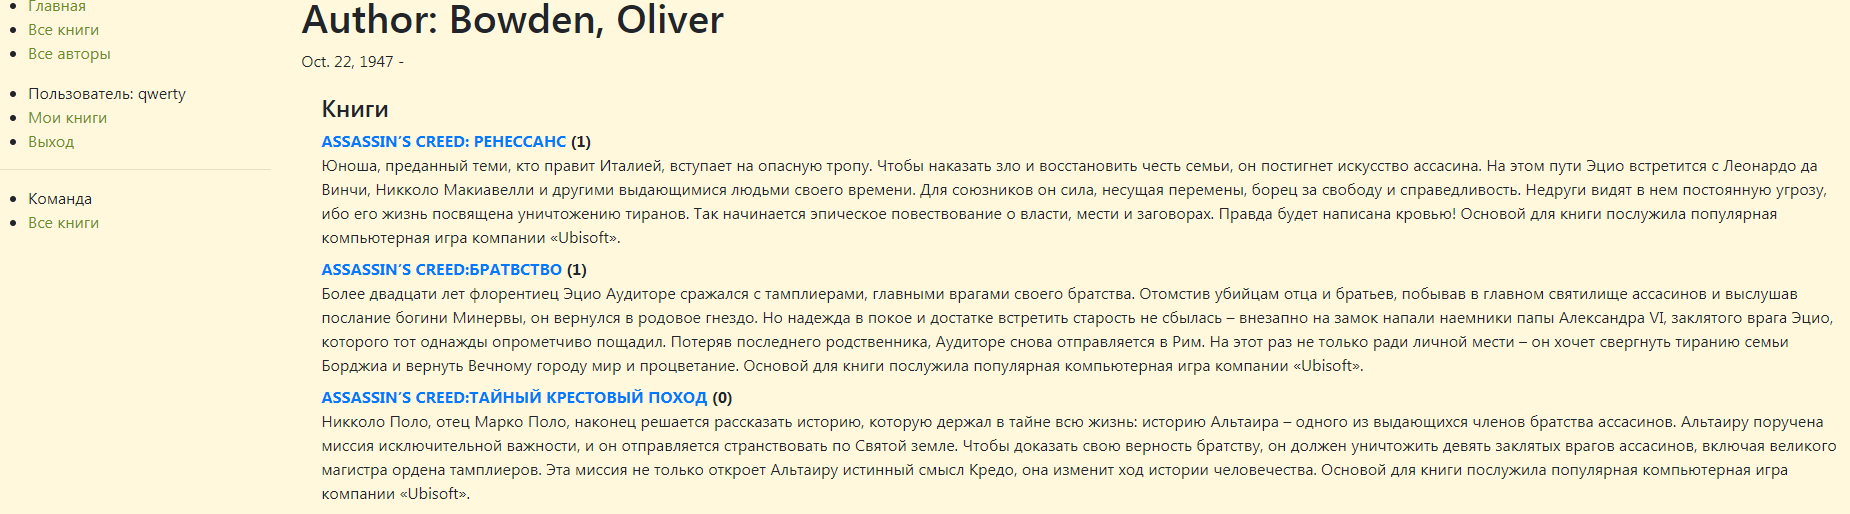 Главная
Все книги
Все авторы
Пользователь: qwerty
Мои книги
Выход
Команда
Все книги
Author: Bowden, Oliver
Oct. 22, 1947 -
Книги
ASSASSIN’S CREED: РЕНЕССАНС (1)
Юноша, преданный теми, кто правит Италией, вступает на опасную тропу. Чтобы наказать зло и восстановить честь семьи, он постигнет искусство ассасина. На этом пути Эцио встретится с Леонардо да
Винчи, Никколо Макиавелли и другими выдающимися людьми своего времени. Для союзников он сила, несущая перемены, борец за свободу и справедливость. Недруги видят в нем постоянную угрозу,
ибо его жизнь посвящена уничтожению тиранов. Так начинается эпическое повествование о власти, мести и заговорах. Правда будет написана кровью! Основой для книги послужила популярная
компьютерная игра компании «Ubisoft».
ASSASSIN’S CREED:БРАТВСТВО (1)
Более двадцати лет флорентиец Эцио Аудиторе сражался с тамплиерами, главными врагами своего братства. Отомстив убийцам отца и братьев, побывав в главном святилище ассасинов и выслушав
послание богини Минервы, он вернулся в родовое гнездо. Но надежда в покое и достатке встретить старость не сбылась – внезапно на замок напали наемники папы Александра VI, заклятого врага Эцио,
которого тот однажды опрометчиво пощадил. Потеряв последнего родственника, Аудиторе снова отправляется в Рим. На этот раз не только ради личной мести – он хочет свергнуть тиранию семьи
Борджиа и вернуть Вечному городу мир и процветание. Основой для книги послужила популярная компьютерная игра компании «Ubisoft».
ASSASSIN’S CREED:ТАЙНЫЙ КРЕСТОВЫЙ ПОХОД (0)
Никколо Поло, отец Марко Поло, наконец решается рассказать историю, которую держал в тайне всю жизнь: историю Альтаира – одного из выдающихся членов братства ассасинов. Альтаиру поручена
миссия исключительной важности, и он отправляется странствовать по Святой земле. Чтобы доказать свою верность братству, он должен уничтожить девять заклятых врагов ассасинов, включая великого
магистра ордена тамплиеров. Эта миссия не только откроет Альтаиру истинный смысл Кредо, она изменит ход истории человечества. Основой для книги послужила популярная компьютерная игра
компании «Ubisoft».